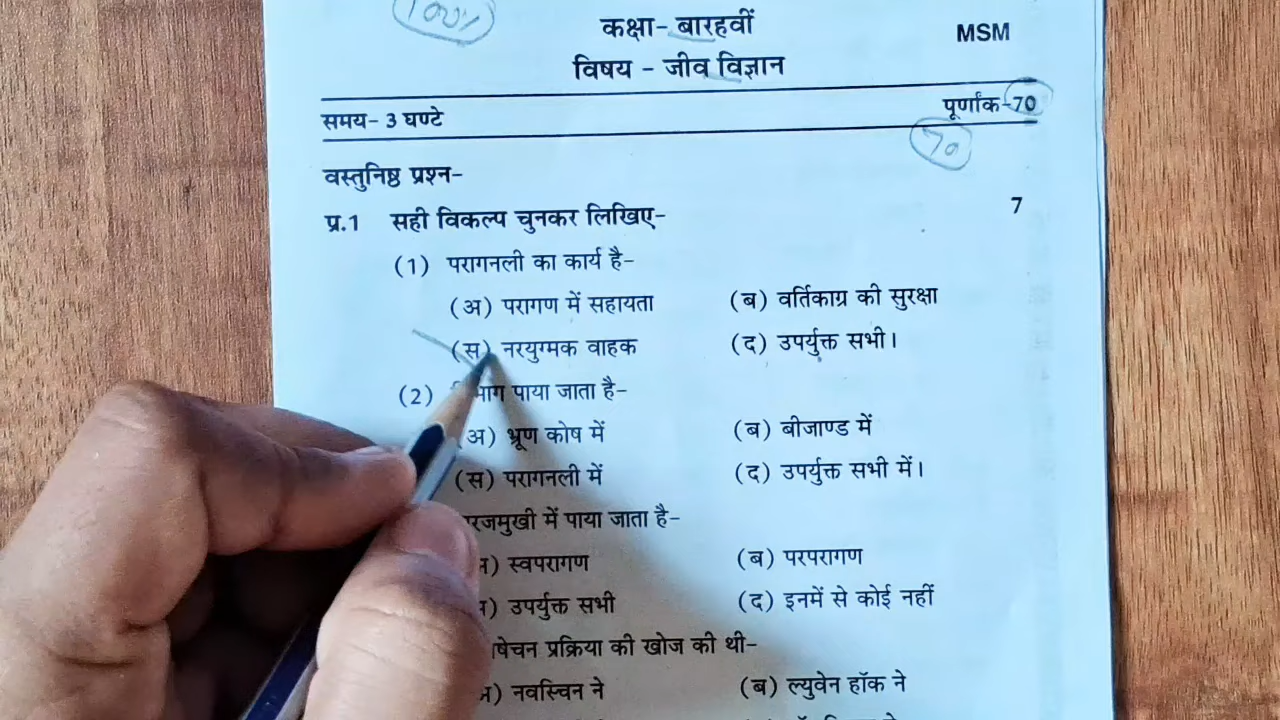 100%
कक्षा- बारहवीं
MSM
विषय - जीव विज्ञान
समय- 3 घण्टे पूर्णांक-70
70
वस्तुनिष्ठ प्रश्न-
प्र.1 सही विकल्प चुनकर लिखिए- 7
(1) परागनली का कार्य है-
(अ) परागण में सहायता (ब) वर्तिकाग्र की सुरक्षा
(स) नरयुग्मक वाहक (द) उपर्युक्त सभी।
(2) पाया जाता है-
(अ) भ्रूण कोष में (ब) बीजाण्ड में
(स) परागनली में (द) उपर्युक्त सभी में।
में पाया जाता है-
स्वपरागण (ब) परपरागण
उपर्युक्त सभी (द) इनमें से कोई नहीं
प्रक्रिया की खोज की थी-
नवस्चिन ने (ब) ल्युवेन हॉक ने